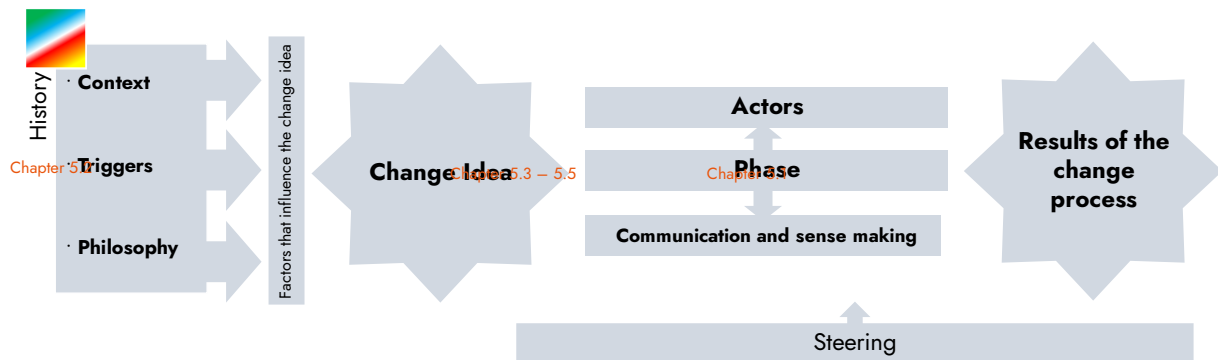 History
· Context
· Triggers
· Philosophy
Chapter 5.2
Factors that influence the change idea
Change Idea
Chapter 5.3 – 5.5
Actors
Phase
Chapter 5.1
Communication and sense making
Results of the
change
process
Steering